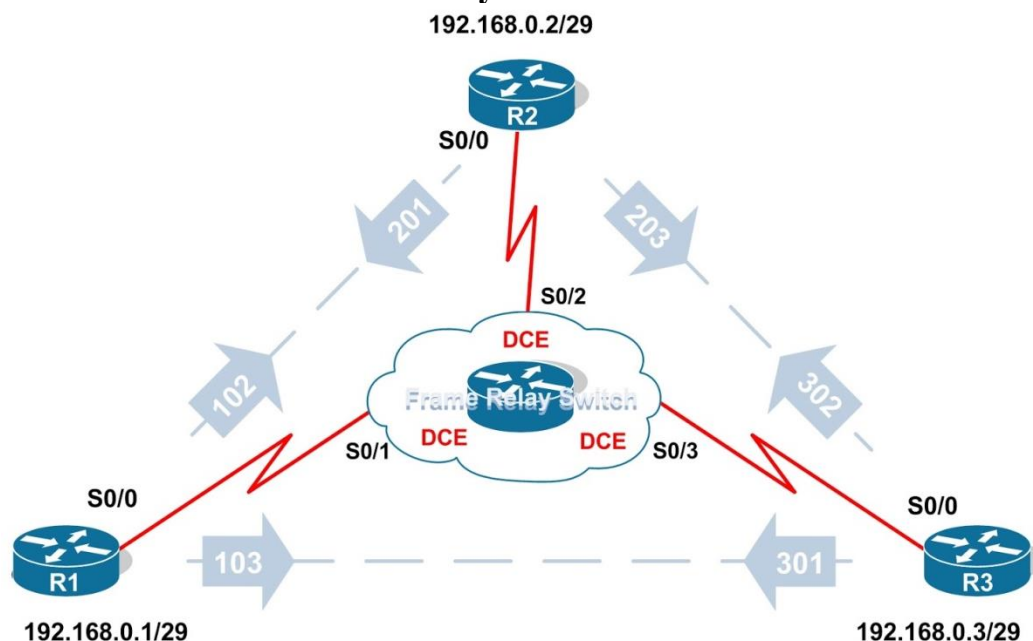 192.168.0.2/29
R2
S0/0
201
203
S0/2
DCE
102
302
Frame Relay Switch
S0/1
DCE
DCE
S0/3
S0/0
S0/0
R1
103
301
R3
192.168.0.1/29
192.168.0.3/29